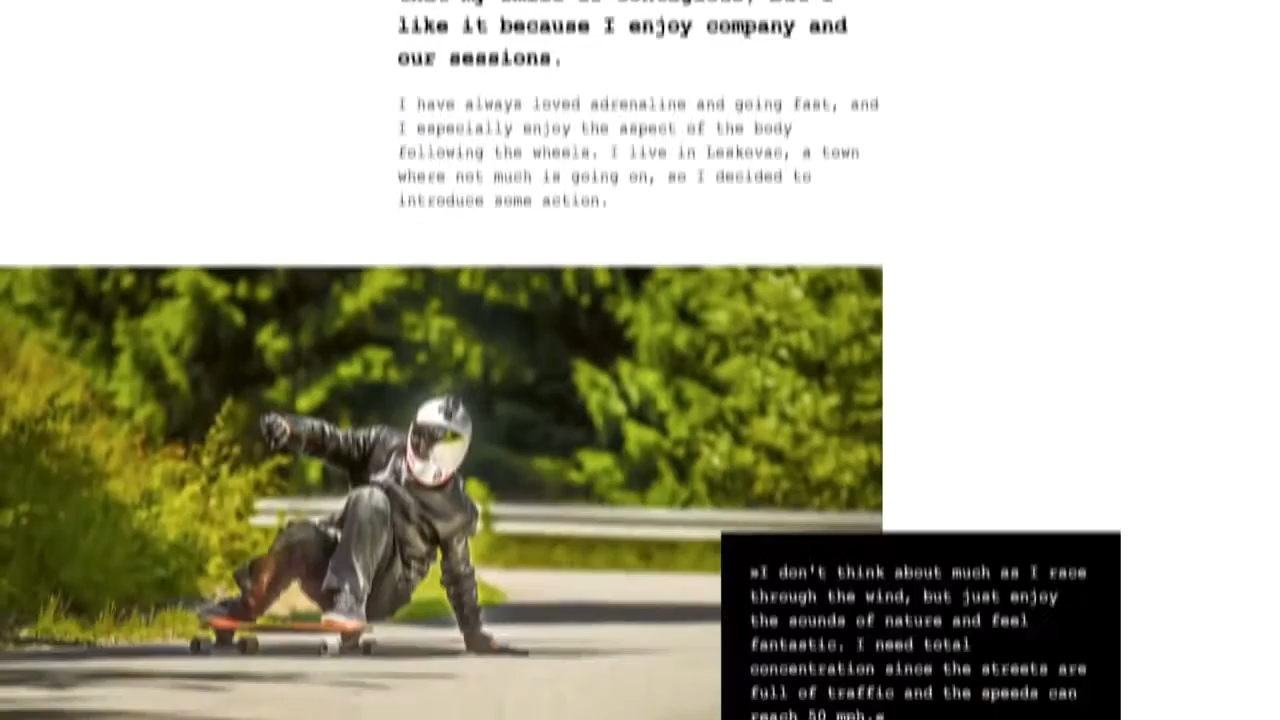 like it because I enjoy company and
our sessions.
I have always loved adrenaline and going fast, and
I especially enjoy the aspect of the body
following the wheels. I live in Leskovac, a town
where not much is going on, so I decided to
introduce some action.
»I don't think about much as I race
through the wind, but just enjoy
the sounds of nature and feel
fantastic. I need total
concentration since the streets are
full of traffic and the speeds can
reach 50 mph.«